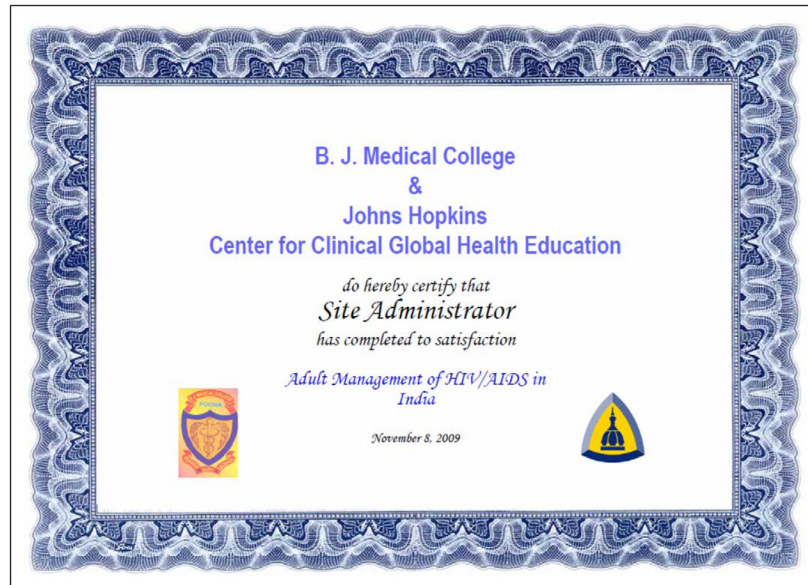 B. J. Medical College
&
Johns Hopkins
Center for Clinical Global Health Education
do hereby certify that
Site Administrator
has completed to satisfaction
Adult Management of HIV/AIDS in
India
November 8, 2009
POONA